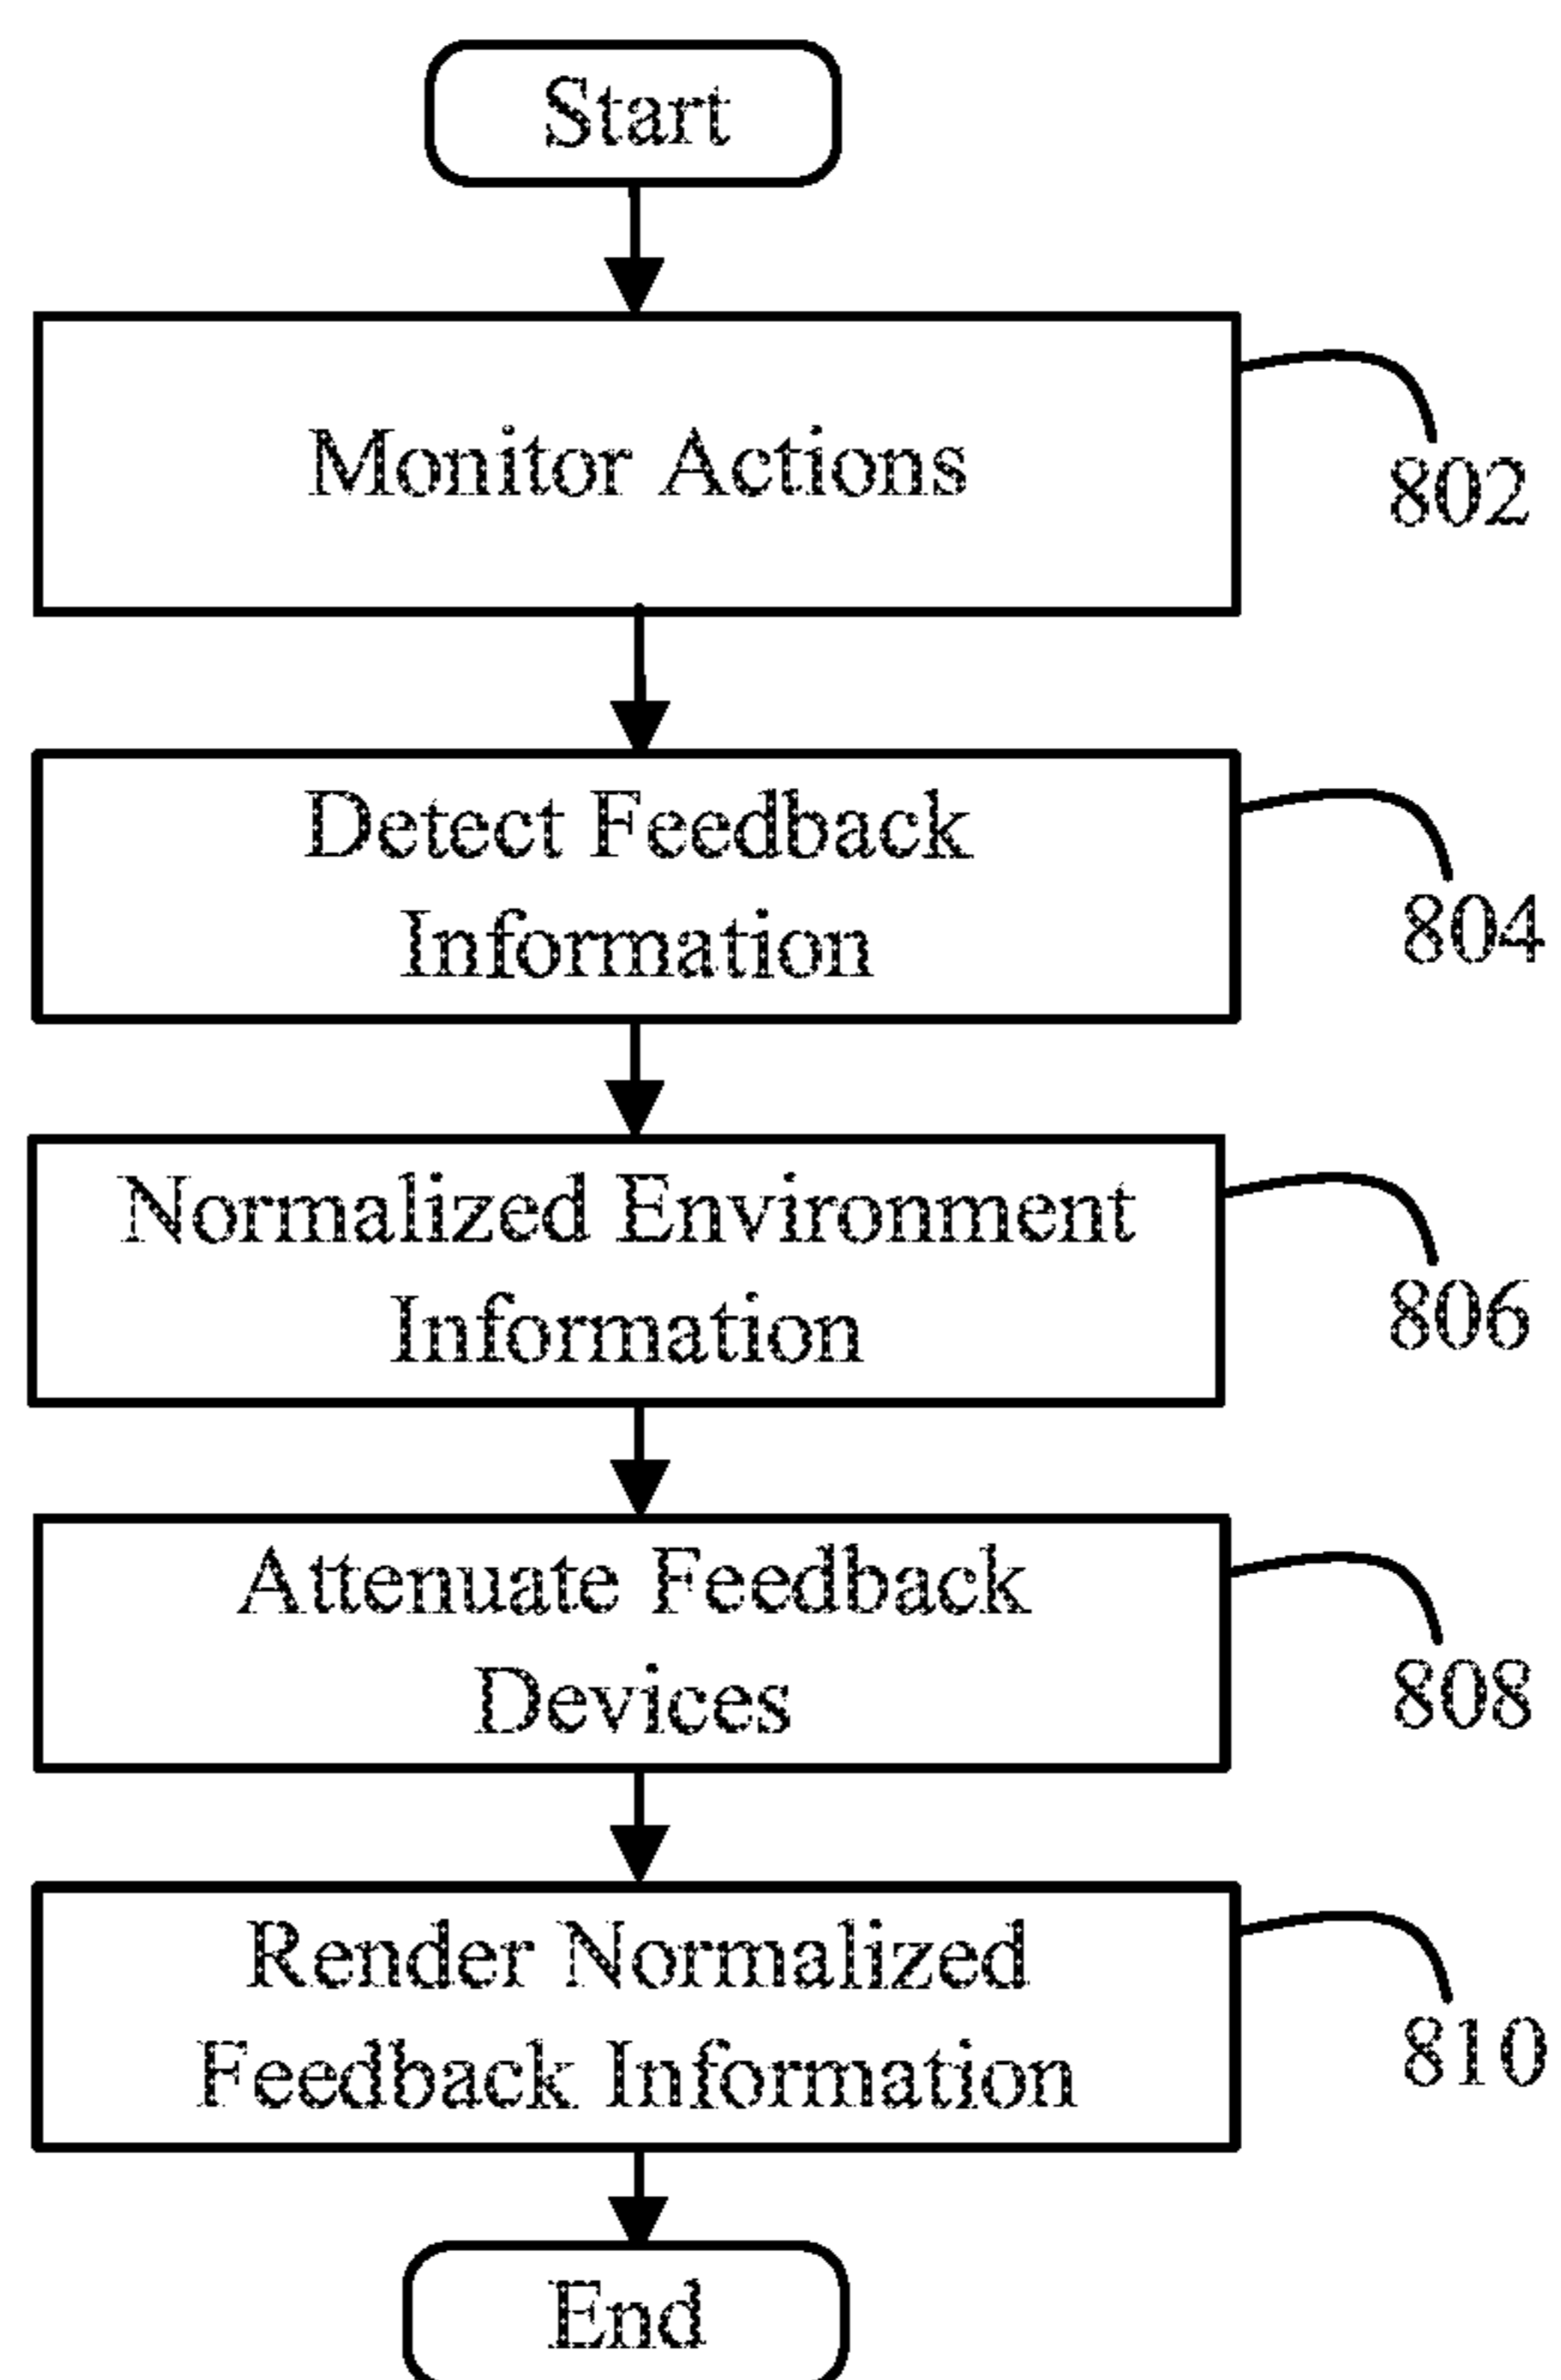 Start
Monitor Actions
802
Detect Feedback
Information
804
Normalized Environment
Information
806
Attenuate Feedback
Devices
808
Render Normalized
Feedback Information
810
End